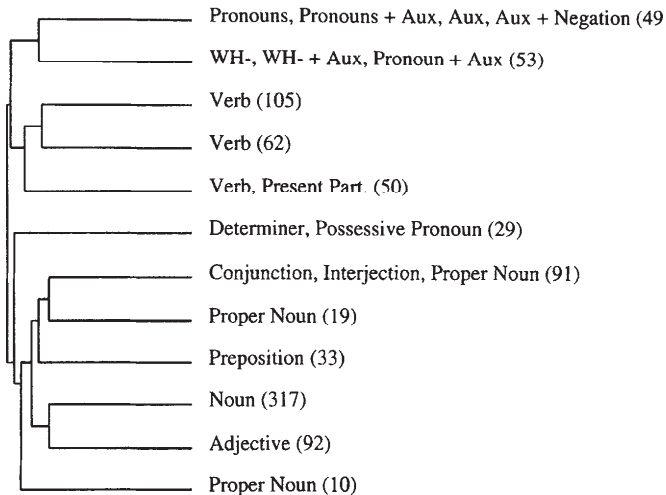 Pronouns, Pronouns + Aux, Aux, Aux + Negation (49
WH-, WH- + Aux, Pronoun + Aux (53)
Verb (105)
Verb (62)
Verb, Present Part. (50)
Determiner, Possessive Pronoun (29)
Conjunction, Interjection, Proper Noun (91)
Proper Noun (19)
Preposition (33)
Noun (317)
Adjective (92)
Proper Noun (10)